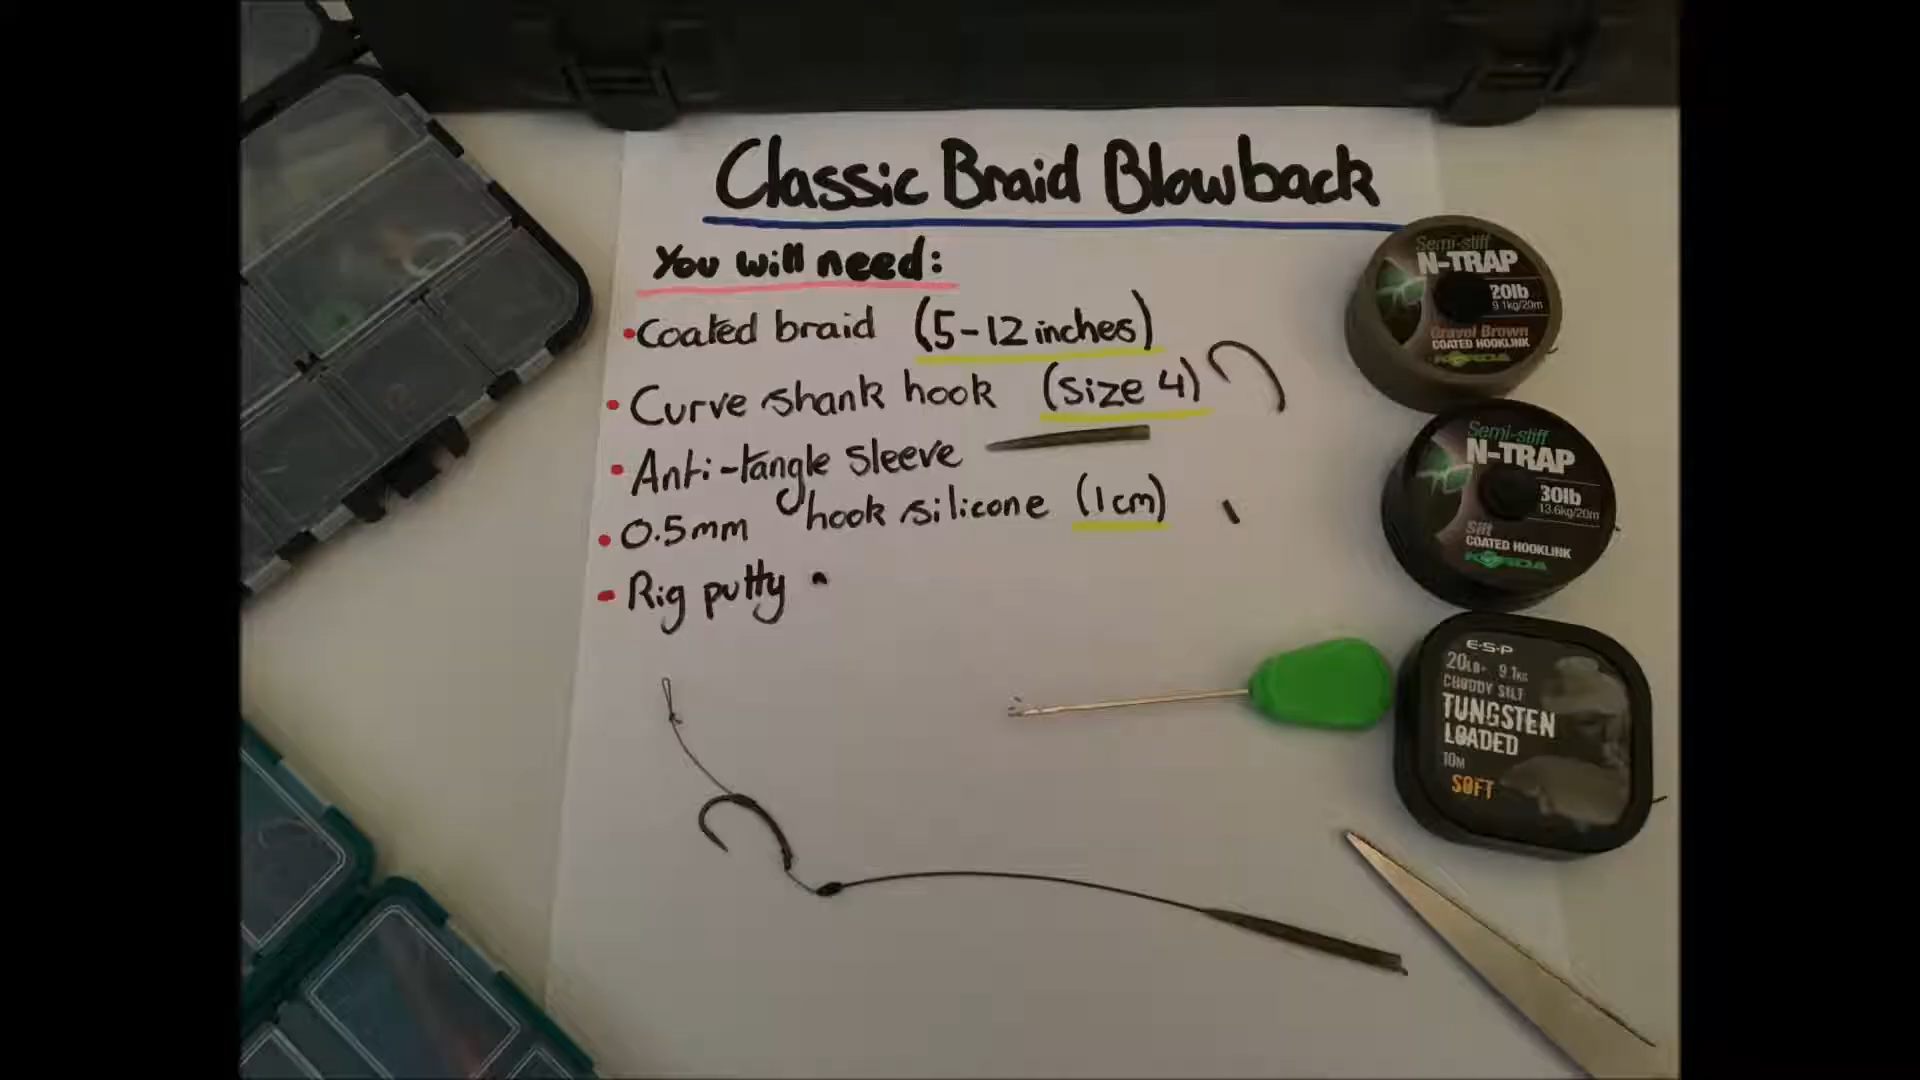 Classic Braid Blowback
You will need:
•Coated braid (5-12 inches)
•Curve shank hook (size 4)
•Anti-tangle sleeve
•0.5mm hook silicone (1cm)
•Rig putty
Semi-stiff
N-TRAP
20lb
9.1kg/20m
Gravel Brown
COATED HOOKLINK
KORDA
Semi-stiff
N-TRAP
30lb
13.6kg/20m
Silt
COATED HOOKLINK
KORDA
E-S-P
20LB- 9.1KG
CHODDY SILT
TUNGSTEN
LOADED
10M
SOFT